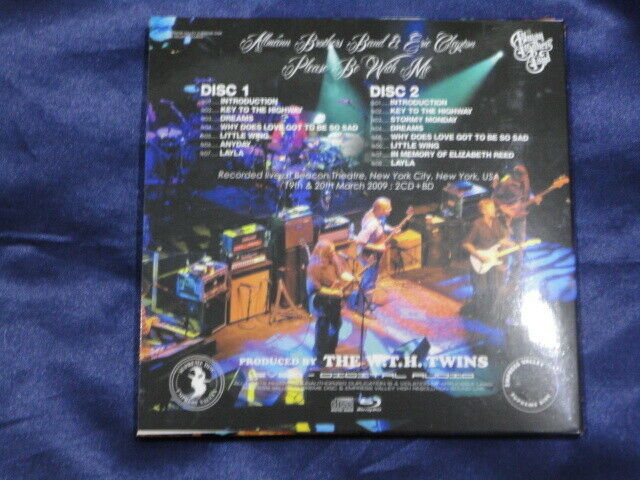 Allmann Brothers Band & Eric Clapton
Please Be With Me
DISC 1
INTRODUCTION
KEY TO THE HIGHWAY
DREAMS
WHY DOES LOVE GOT TO BE SO SAD
LITTLE WING
ANYDAY
LAYLA
DISC 2
INTRODUCTION
KEY TO THE HIGHWAY
STORMY MONDAY
DREAMS
WHY DOES LOVE GOT TO BE SO SAD
LITTLE WING
IN MEMORY OF ELIZABETH REED
LAYLA
Recorded live at Beacon Theatre, New York City, New York, USA
19th & 20th March 2009 : 2CD+BD
PRODUCED BY THE W.T.H. TWINS
DIGITAL AUDIO